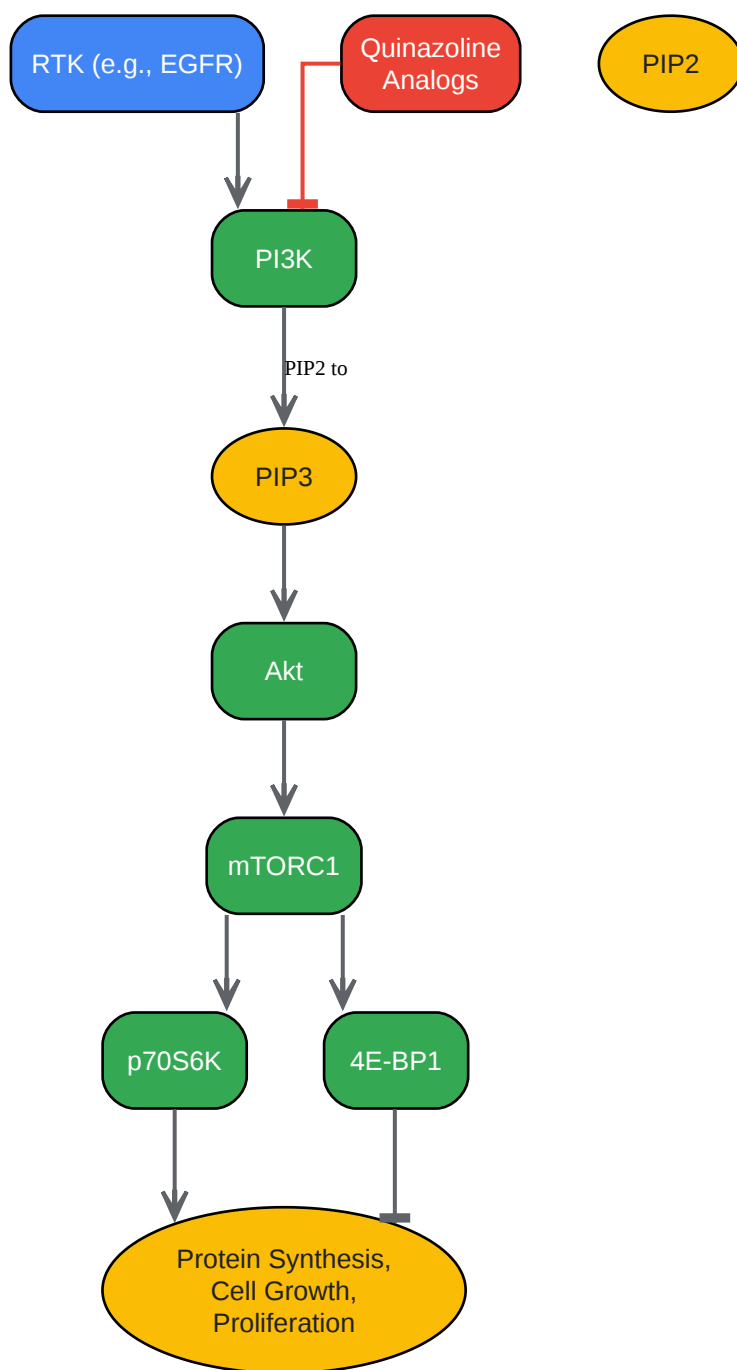 RTK (e.g., EGFR)
Quinazoline
Analogs
PIP2
PI3K
PIP2 to
PIP3
Akt
mTORC1
p70S6K
4E-BP1
Protein Synthesis,
Cell Growth,
Proliferation